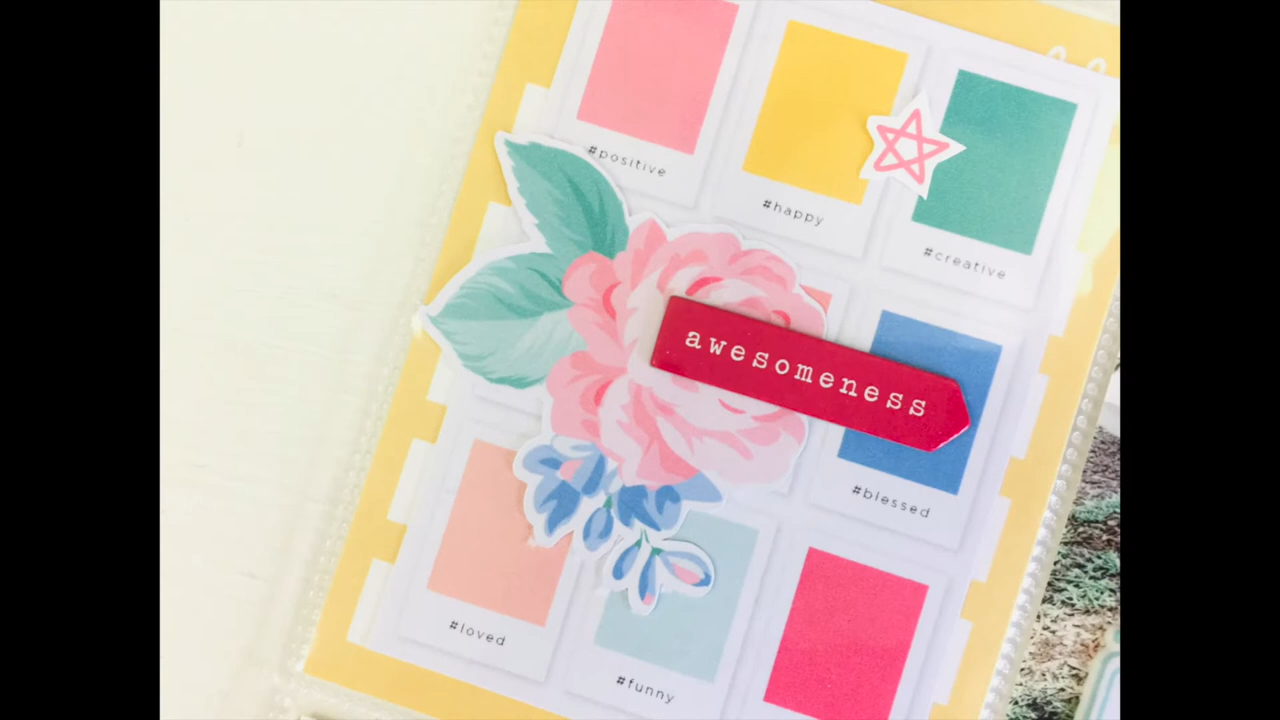 #positive
#happy
#creative
awesomeness
#blessed
#loved
#funny